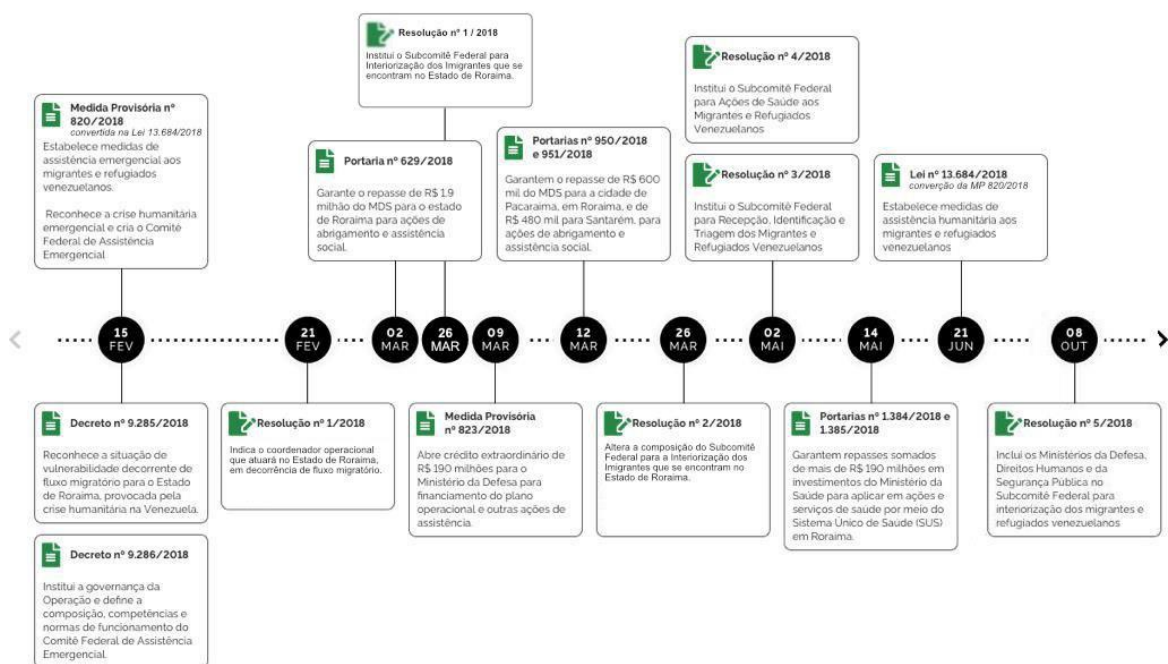 Resolução nº 1 / 2018
Institui o Subcomitê Federal para
Interiorização dos Imigrantes que se
encontram no Estado de Roraima.
Resolução nº 4/2018
Institui o Subcomitê Federal
para Ações de Saúde aos
Migrantes e Refugiados
Venezuelanos
Medida Provisória nº
820/2018
convertida na Lei 13.684/2018
Estabelece medidas de
assistência emergencial aos
migrantes e refugiados
venezuelanos.
Reconhece a crise humanitária
emergencial e cria o Comitê
Federal de Assistência
Emergencial
Portaria nº 629/2018
Garante o repasse de R$ 1,9
milhão do MDS para o estado
de Roraima para ações de
abrigamento e assistência
social.
Portarias nº 950/2018
e 951/2018
Garantem o repasse de R$ 600
mil do MDS para a cidade de
Pacaraima, em Roraima, e de
R$ 480 mil para Santarém, para
ações de abrigamento e
assistência social.
Resolução nº 3/2018
Institui o Subcomitê Federal
para Recepção, Identificação e
Triagem dos Migrantes e
Refugiados Venezuelanos
Lei nº 13.684/2018
converção da MP 820/2018
Estabelece medidas de
assistência humanitária aos
migrantes e refugiados
venezuelanos
15
FEV
21
FEV
02
MAR
26
MAR
09
MAR
12
MAR
26
MAR
02
MAI
14
MAI
21
JUN
08
OUT
Decreto nº 9.285/2018
Reconhece a situação de
vulnerabilidade decorrente de
fluxo migratório para o Estado
de Roraima, provocada pela
crise humanitária na Venezuela.
Resolução nº 1/2018
Indica o coordenador operacional
que atuará no Estado de Roraima,
em decorrência de fluxo migratório.
Medida Provisória
nº 823/2018
Abre crédito extraordinário de
R$ 190 milhões para o
Ministério da Defesa para
financiamento do plano
operacional e outras ações de
assistência.
Resolução nº 2/2018
Altera a composição do Subcomitê
Federal para a Interiorização dos
Imigrantes que se encontram no
Estado de Roraima.
Portarias nº 1.384/2018 e
1.385/2018
Garantem repasses somados
de mais de R$ 190 milhões em
investimentos do Ministério da
Saúde para aplicar em ações e
serviços de saúde por meio do
Sistema Único de Saúde (SUS)
em Roraima.
Resolução nº 5/2018
Inclui os Ministérios da Defesa,
Direitos Humanos e da
Segurança Pública no
Subcomitê Federal para
interiorização dos migrantes e
refugiados venezuelanos
Decreto nº 9.286/2018
Institui a governança da
Operação e define a
composição, competências e
normas de funcionamento do
Comitê Federal de Assistência
Emergencial.